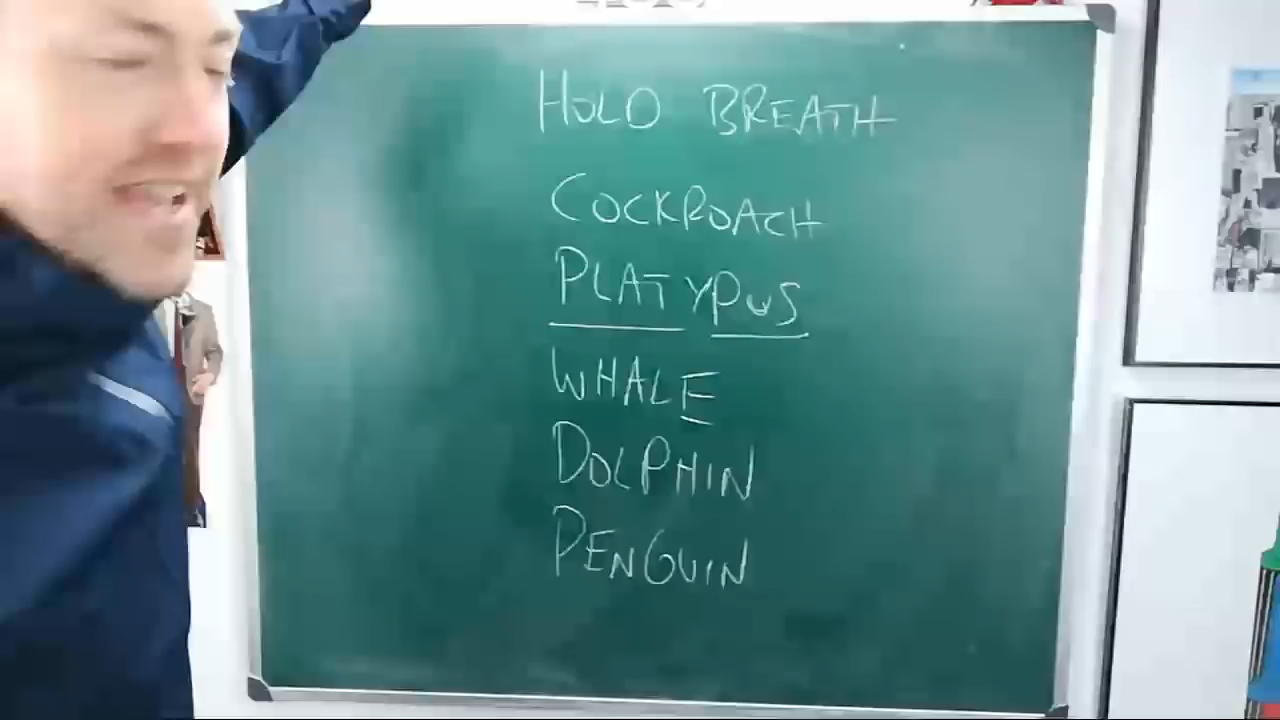 HOLD BREATH
COCKROACH
PLATYPUS
WHALE
DOLPHIN
PENGUIN